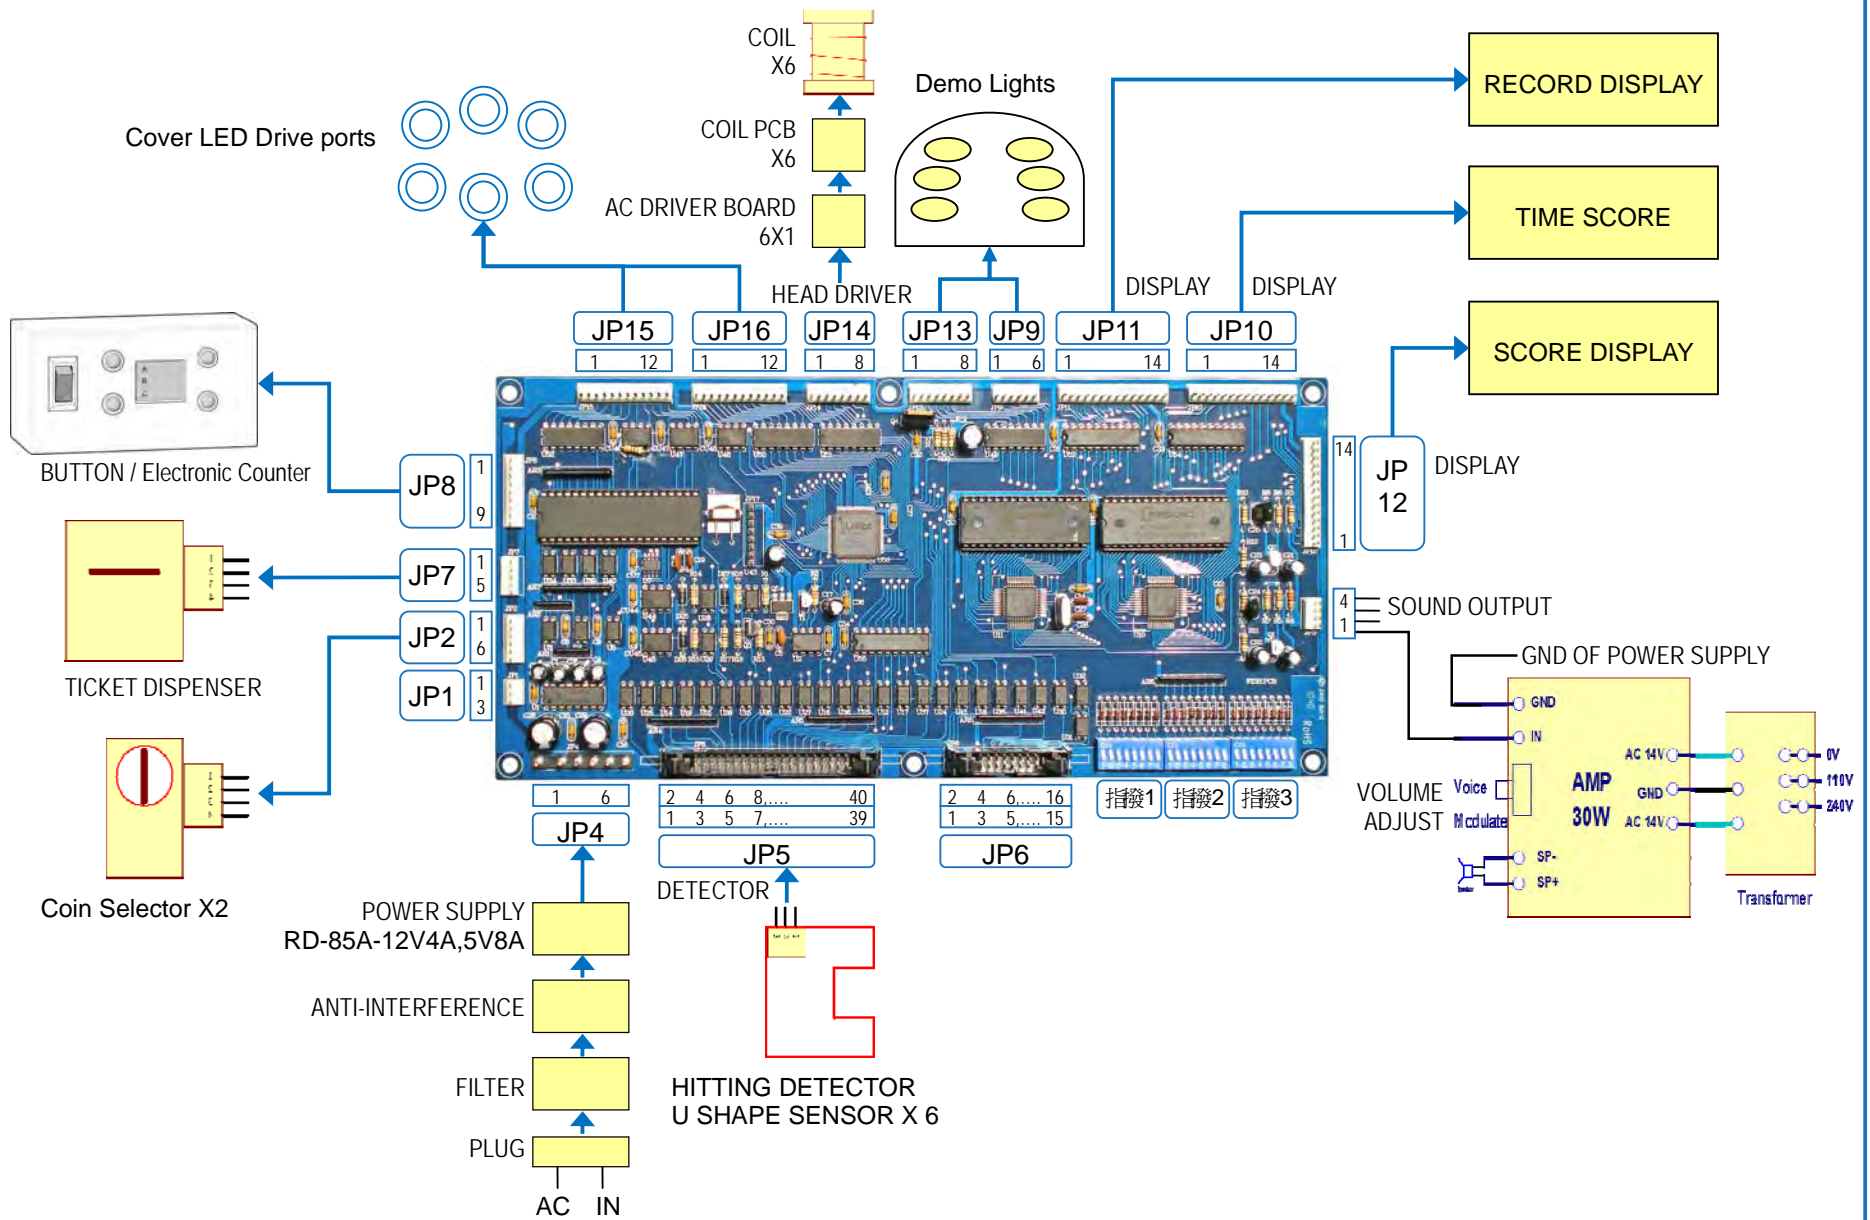 COIL
X6
Demo Lights
RECORD DISPLAY
Cover LED Drive ports
COIL PCB
X6
AC DRIVER BOARD
6X1
TIME SCORE
HEAD DRIVER
DISPLAY
DISPLAY
JP15
JP16
JP14
JP13
JP9
JP11
JP10
SCORE DISPLAY
1 12
1 12
1 8
1 8
1 6
1 14
1 14
BUTTON / Electronic Counter
JP8
1
9
14
1
JP
12
DISPLAY
JP7
1
5
JP2
1
6
4
1
SOUND OUTPUT
TICKET DISPENSER
JP1
1
3
GND OF POWER SUPPLY
GND
IN
AC 14V
GND
AC 14V
AMP
30W
0V
110V
240V
VOLUME
ADJUST
Voice
Modulate
SP-
SP+
Transformer
1 6
JP4
2 4 6 8,.... 40
1 3 5 7,.... 39
JP5
2 4 6,.... 16
1 3 5,.... 15
JP6
指撥1
指撥2
指撥3
Coin Selector X2
DETECTOR
POWER SUPPLY
RD-85A-12V4A,5V8A
ANTI-INTERFERENCE
FILTER
HITTING DETECTOR
U SHAPE SENSOR X 6
PLUG
AC IN